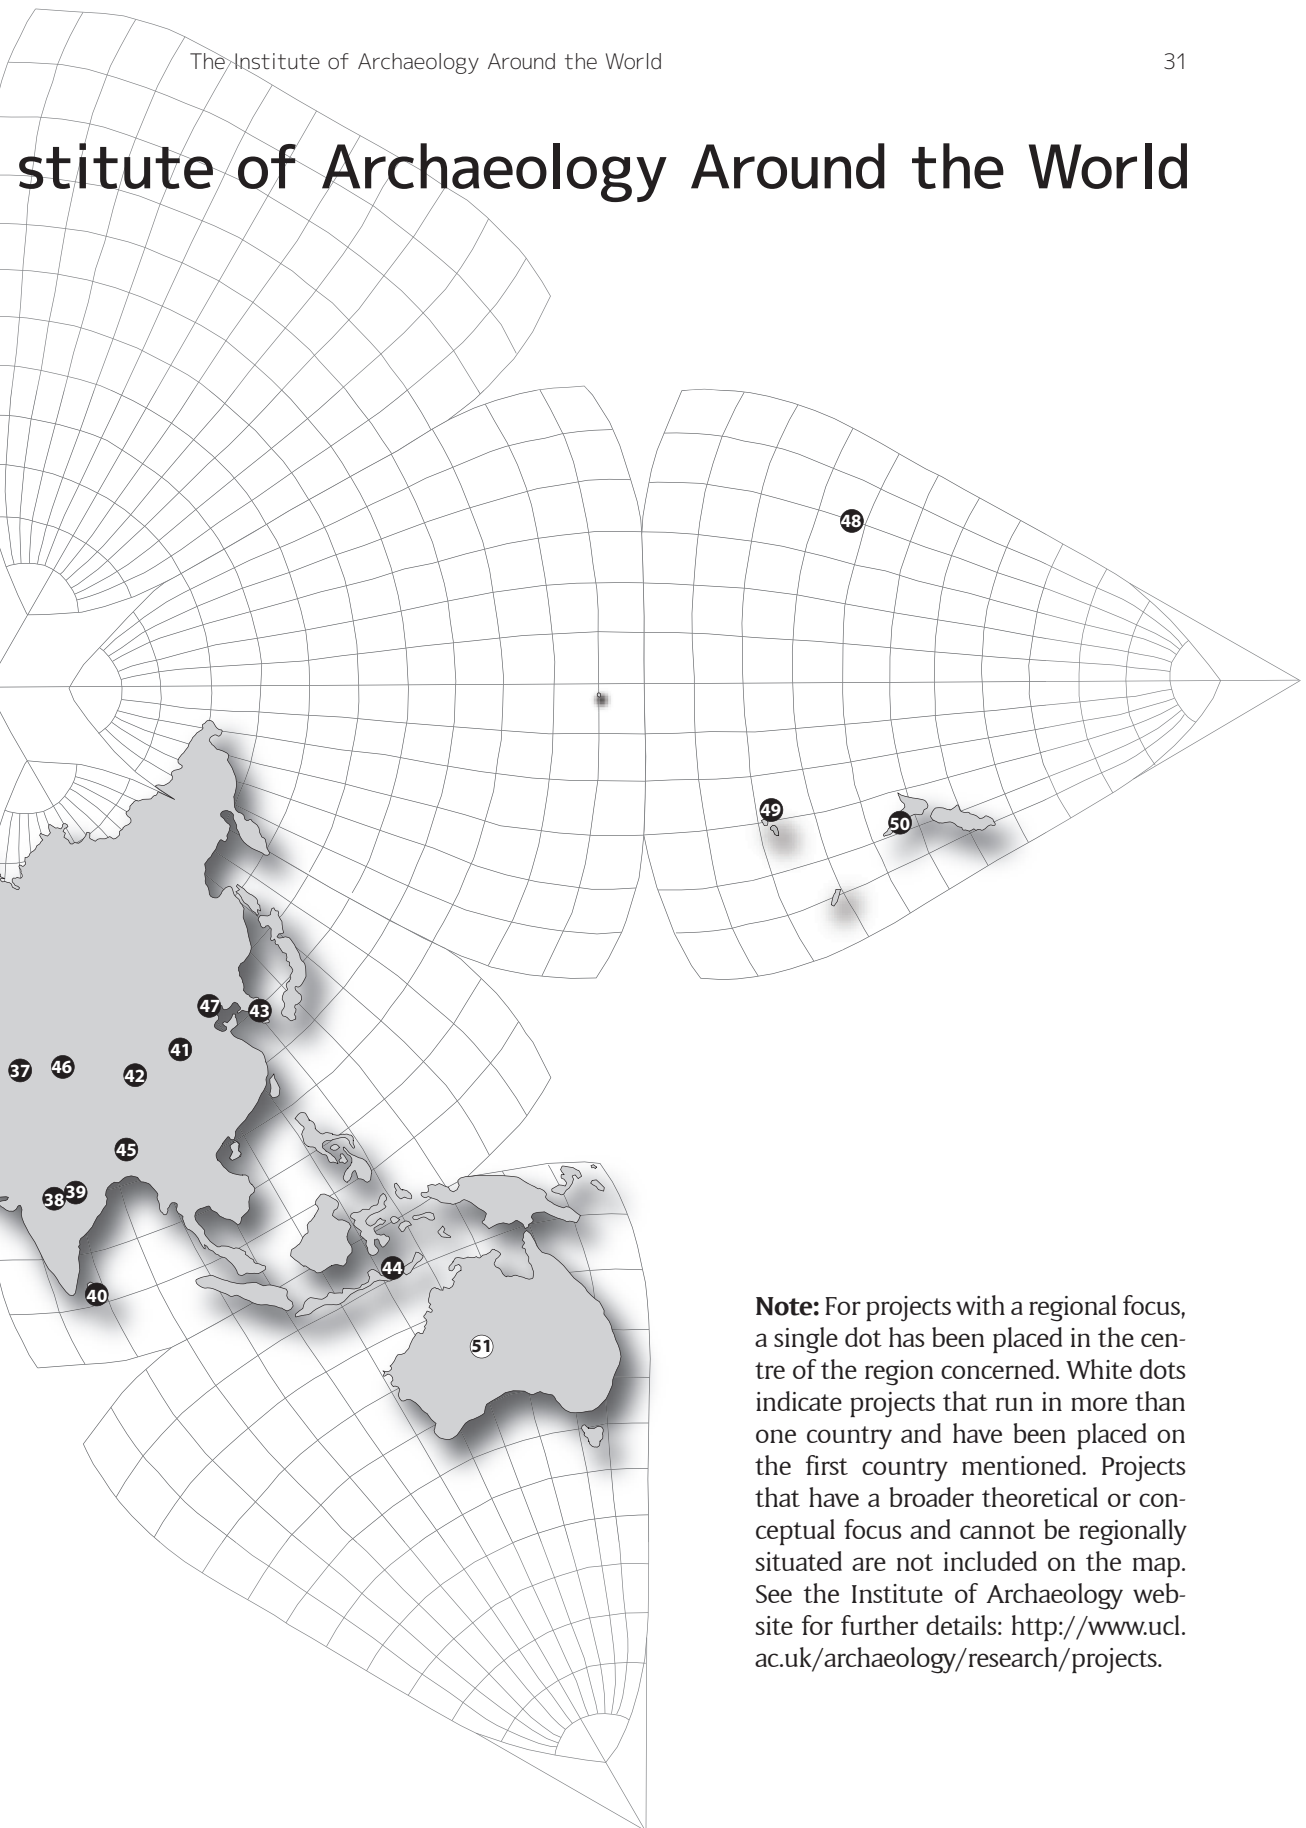 The Institute of Archaeology Around the World
31
stitute of Archaeology Around the World
48
49
50
47
43
41
37
46
42
45
38
39
44
40
51
Note: For projects with a regional focus,
a single dot has been placed in the cen-
tre of the region concerned. White dots
indicate projects that run in more than
one country and have been placed on
the first country mentioned. Projects
that have a broader theoretical or con-
ceptual focus and cannot be regionally
situated are not included on the map.
See the Institute of Archaeology web-
site for further details: http://www.ucl.
ac.uk/archaeology/research/projects.